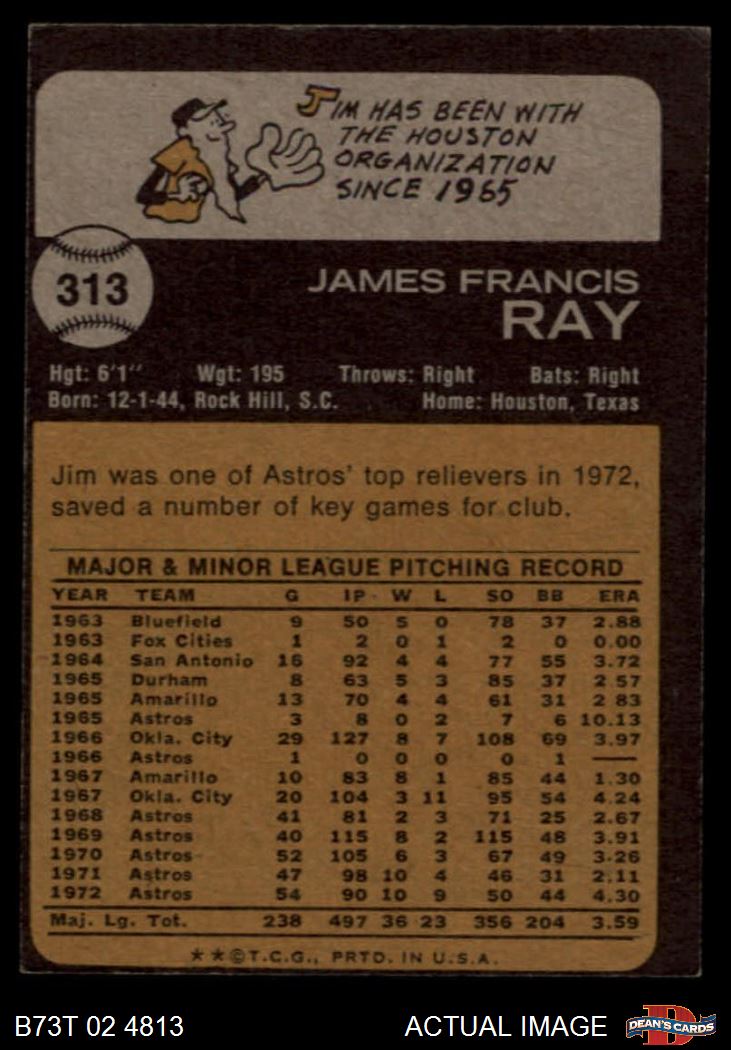 JIM HAS BEEN WITH
THE HOUSTON
ORGANIZATION
SINCE 1965
313
JAMES FRANCIS
RAY
Hgt: 6'1" Wgt: 195 Throws: Right Bats: Right
Born: 12-1-44, Rock Hill, S.C. Home: Houston, Texas
Jim was one of Astros' top relievers in 1972,
saved a number of key games for club.
MAJOR & MINOR LEAGUE PITCHING RECORD
YEAR TEAM G IP W L SO BB ERA
1963 Bluefield 9 50 5 0 78 37 2.88
1963 Fox Cities 1 2 0 1 2 0 0.00
1964 San Antonio 16 92 4 4 77 55 3.72
1965 Durham 8 63 5 3 85 37 2 57
1965 Amarillo 13 70 4 4 61 31 2 83
1965 Astros 3 8 0 2 7 6 10.13
1966 Okla. City 29 127 8 7 108 69 3.97
1966 Astros 1 0 0 0 0 1 —
1967 Amarillo 10 83 8 1 85 44 1.30
1967 Okla. City 20 104 3 11 95 54 4.24
1968 Astros 41 81 2 3 71 25 2.67
1969 Astros 40 115 8 2 115 48 3.91
1970 Astros 52 105 6 3 67 49 3.26
1971 Astros 47 98 10 4 46 31 2.11
1972 Astros 54 90 10 9 50 44 4.30
Maj. Lg. Tot. 238 497 36 23 356 204 3.59
★★©T.C.G., PRTD. IN U.S.A.
B73T 02 4813 ACTUAL IMAGE D DEAN'S CARDS